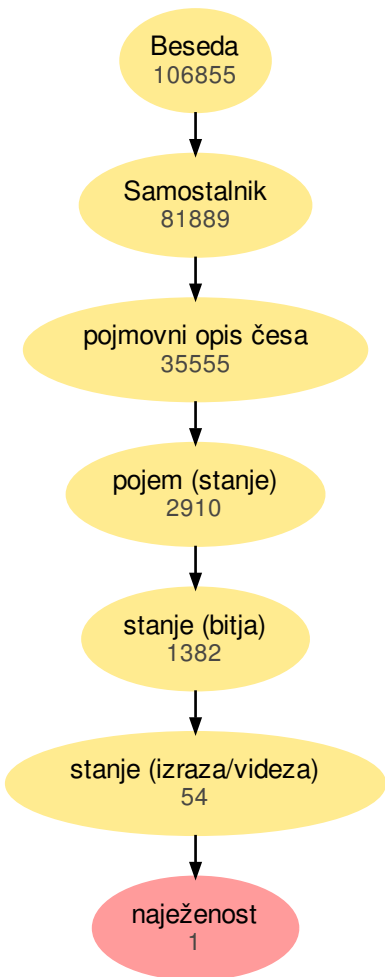 Beseda
106855
Samostalnik
81889
pojmovni opis česa
35555
pojem (stanje)
2910
stanje (bitja)
1382
stanje (izraza/videza)
54
naježenost
1